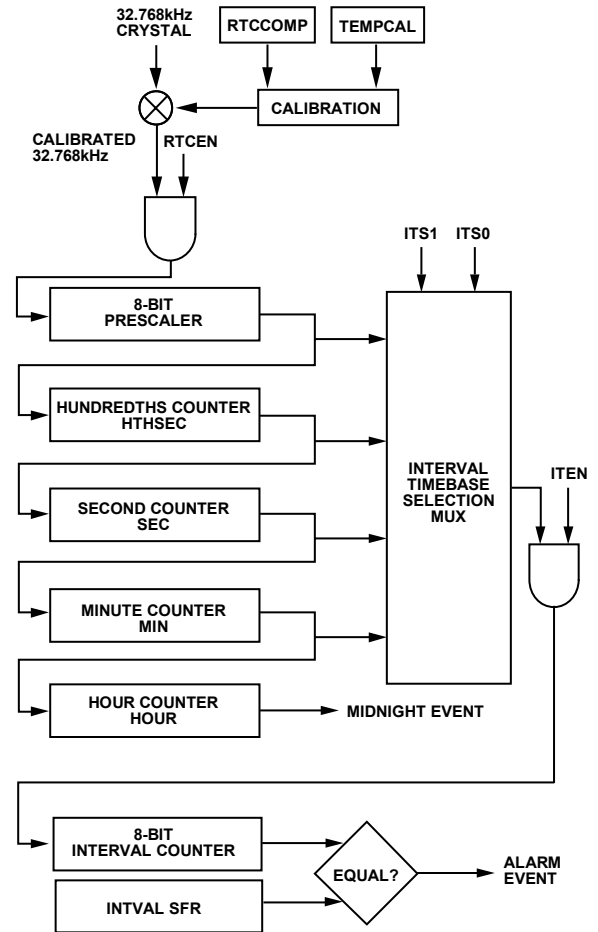 32.768kHz
CRYSTAL
RTCCOMP
TEMPCAL
CALIBRATION
CALIBRATED
32.768kHz
RTCEN
ITS1
ITS0
8-BIT
PRESCALER
HUNDREDTHS COUNTER
HTHSEC
SECOND COUNTER
SEC
MINUTE COUNTER
MIN
HOUR COUNTER
HOUR
INTERVAL
TIMEBASE
SELECTION
MUX
ITEN
MIDNIGHT EVENT
8-BIT
INTERVAL COUNTER
INTVAL SFR
EQUAL?
ALARM
EVENT